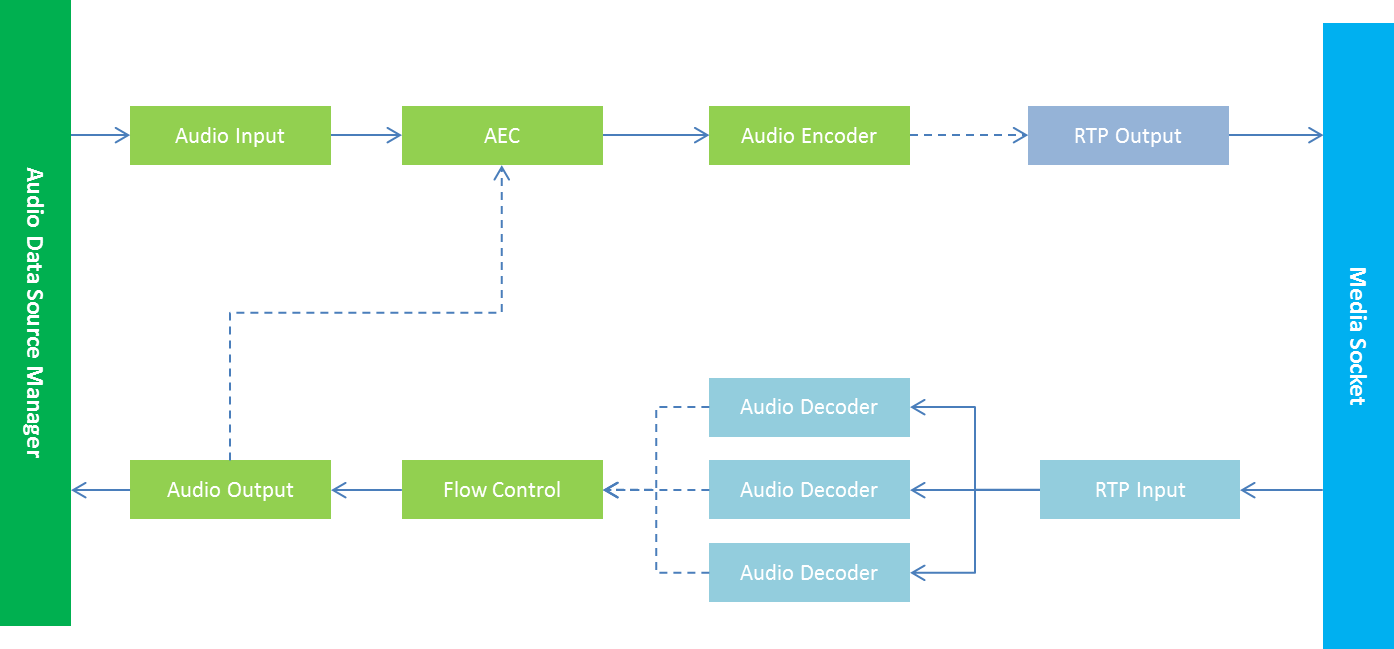 Audio Data Source Manager
Audio Input
AEC
Audio Encoder
RTP Output
Media Socket
Audio Decoder
Audio Output
Flow Control
Audio Decoder
RTP Input
Audio Decoder